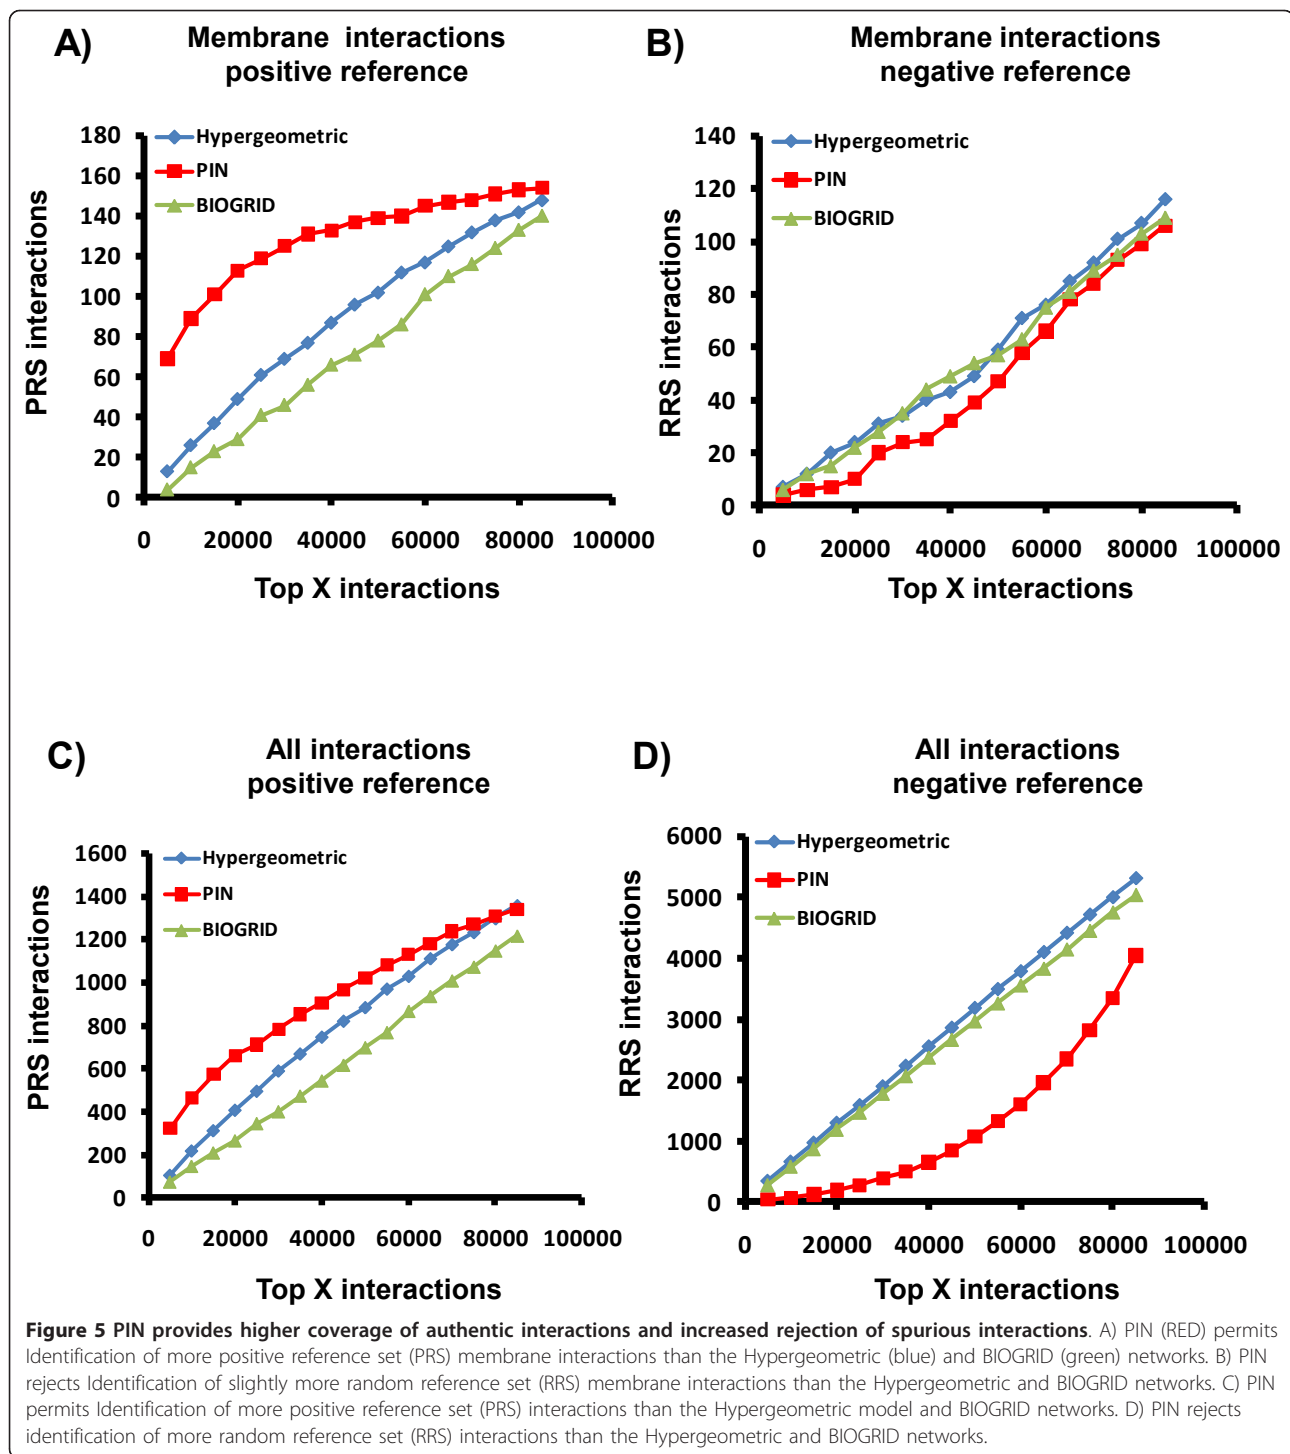 A)
Membrane interactions
positive reference
180
160
140
120
100
80
60
40
20
0
PRS interactions
Hypergeometric
PIN
BIOGRID
0 20000 40000 60000 80000 100000
Top X interactions
B)
Membrane interactions
negative reference
140
120
100
80
60
40
20
0
RRS interactions
Hypergeometric
PIN
BIOGRID
0 20000 40000 60000 80000 100000
Top X interactions
C)
All interactions
positive reference
1600
1400
1200
1000
800
600
400
200
0
PRS interactions
Hypergeometric
PIN
BIOGRID
0 20000 40000 60000 80000 100000
Top X interactions
D)
All interactions
negative reference
6000
5000
4000
3000
2000
1000
0
RRS interactions
Hypergeometric
PIN
BIOGRID
0 20000 40000 60000 80000 100000
Top X interactions
Figure 5 PIN provides higher coverage of authentic interactions and increased rejection of spurious interactions. A) PIN (RED) permits
Identification of more positive reference set (PRS) membrane interactions than the Hypergeometric (blue) and BIOGRID (green) networks. B) PIN
rejects Identification of slightly more random reference set (RRS) membrane interactions than the Hypergeometric and BIOGRID networks. C) PIN
permits Identification of more positive reference set (PRS) interactions than the Hypergeometric model and BIOGRID networks. D) PIN rejects
identification of more random reference set (RRS) interactions than the Hypergeometric and BIOGRID networks.